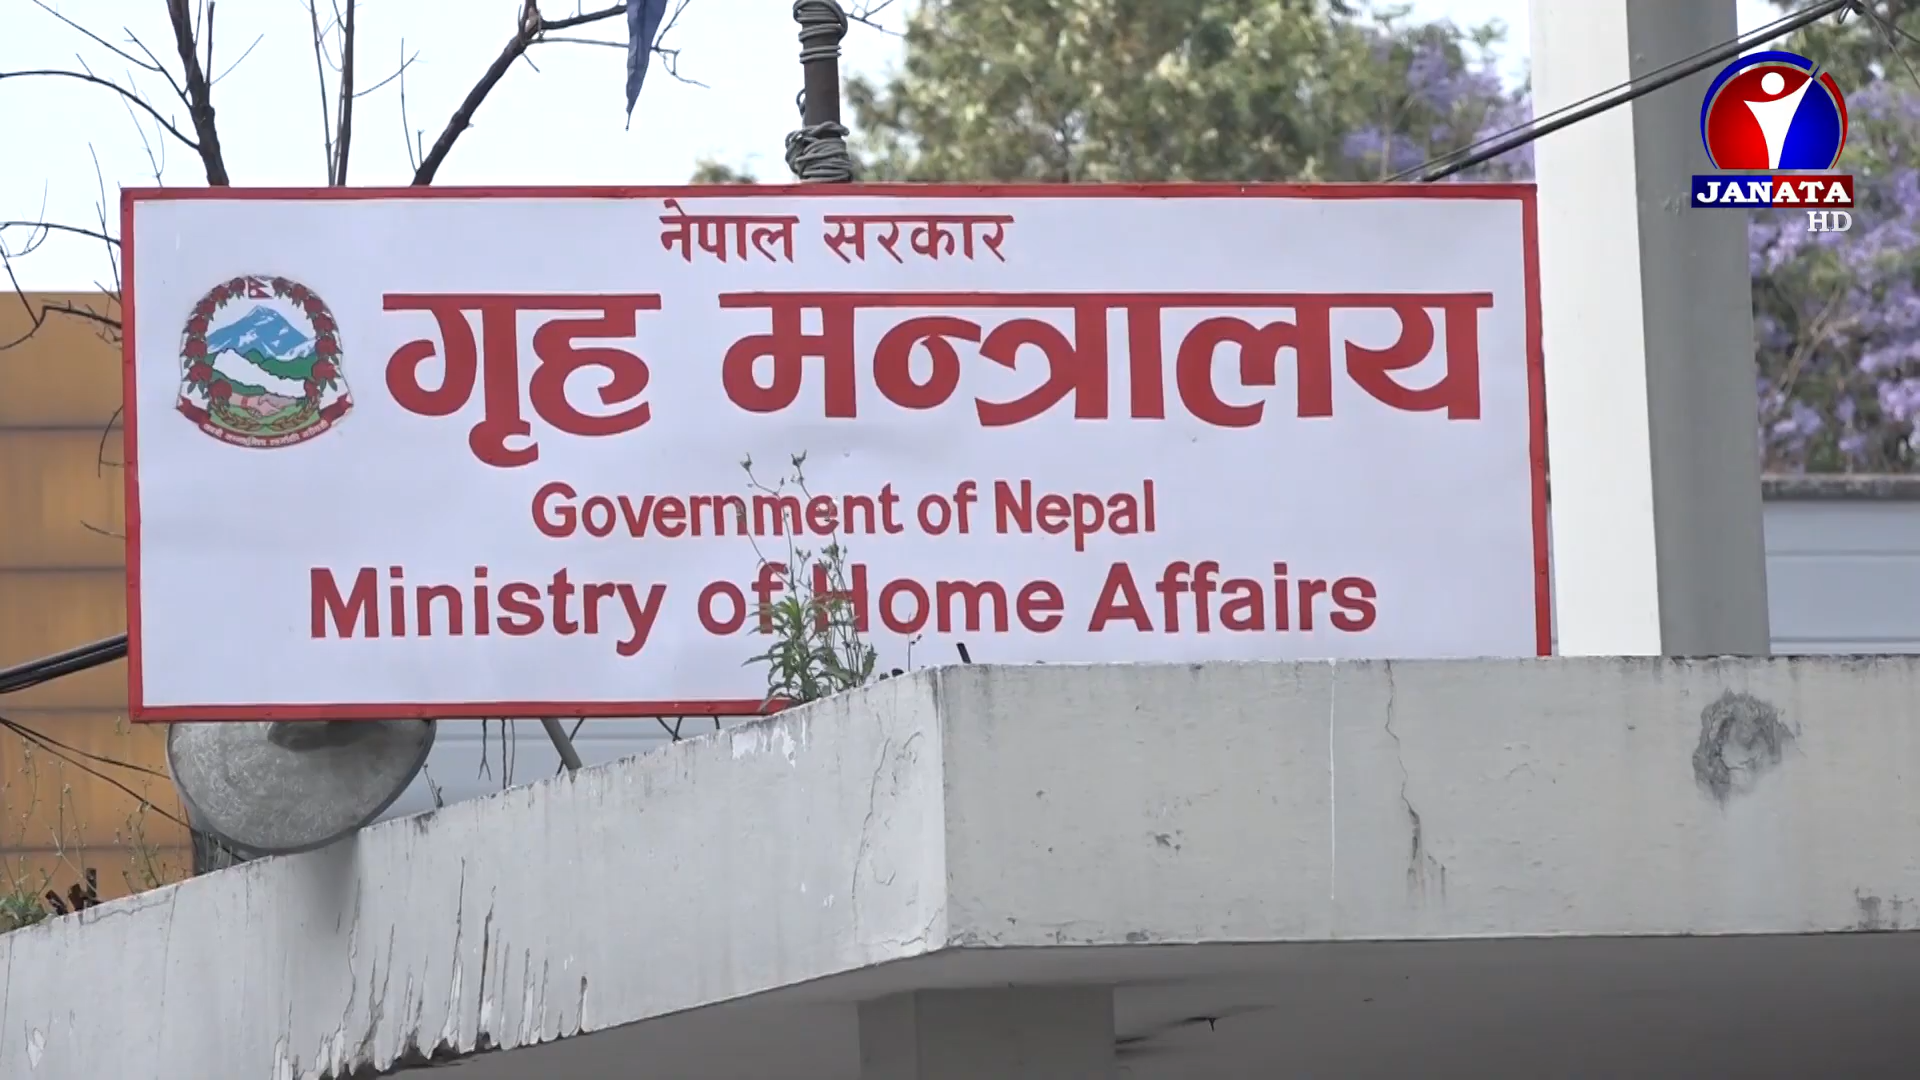 नेपाल सरकार
गृह मन्त्रालय
Government of Nepal
Ministry of Home Affairs
JANATA
HD